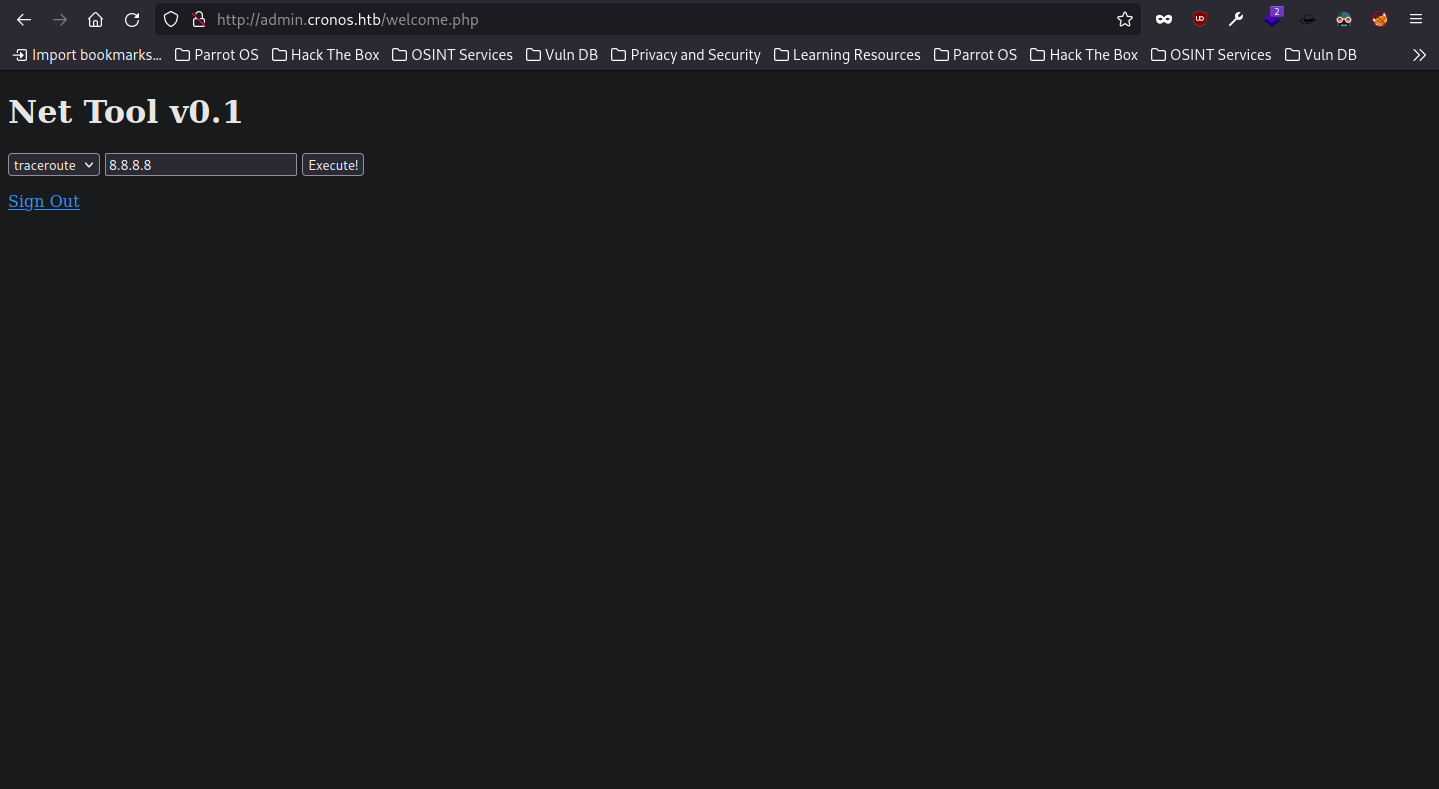 http://admin.cronos.htb/welcome.php
2
Import bookmarks... Parrot OS Hack The Box OSINT Services Vuln DB Privacy and Security Learning Resources Parrot OS Hack The Box OSINT Services Vuln DB
Net Tool v0.1
traceroute 8.8.8.8 Execute!
Sign Out